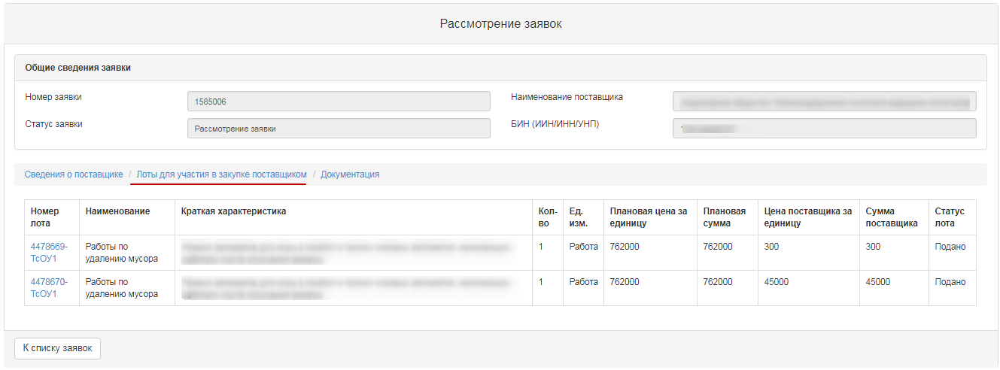 Рассмотрение заявок
Общие сведения заявки
Номер заявки
1585006
Наименование поставщика
Статус заявки
Рассмотрение заявки
БИН (ИИН/ИНН/УНП)
Сведения о поставщике / Лоты для участия в закупке поставщиком / Документация
Номер лота Наименование Краткая характеристика Кол-во Ед. изм. Плановая цена за единицу Плановая сумма Цена поставщика за единицу Сумма поставщика Статус лота
4478669-ТсОУ1 Работы по удалению мусора 1 Работа 762000 762000 300 300 Подано
4478670-ТсОУ1 Работы по удалению мусора 1 Работа 762000 762000 45000 45000 Подано
К списку заявок